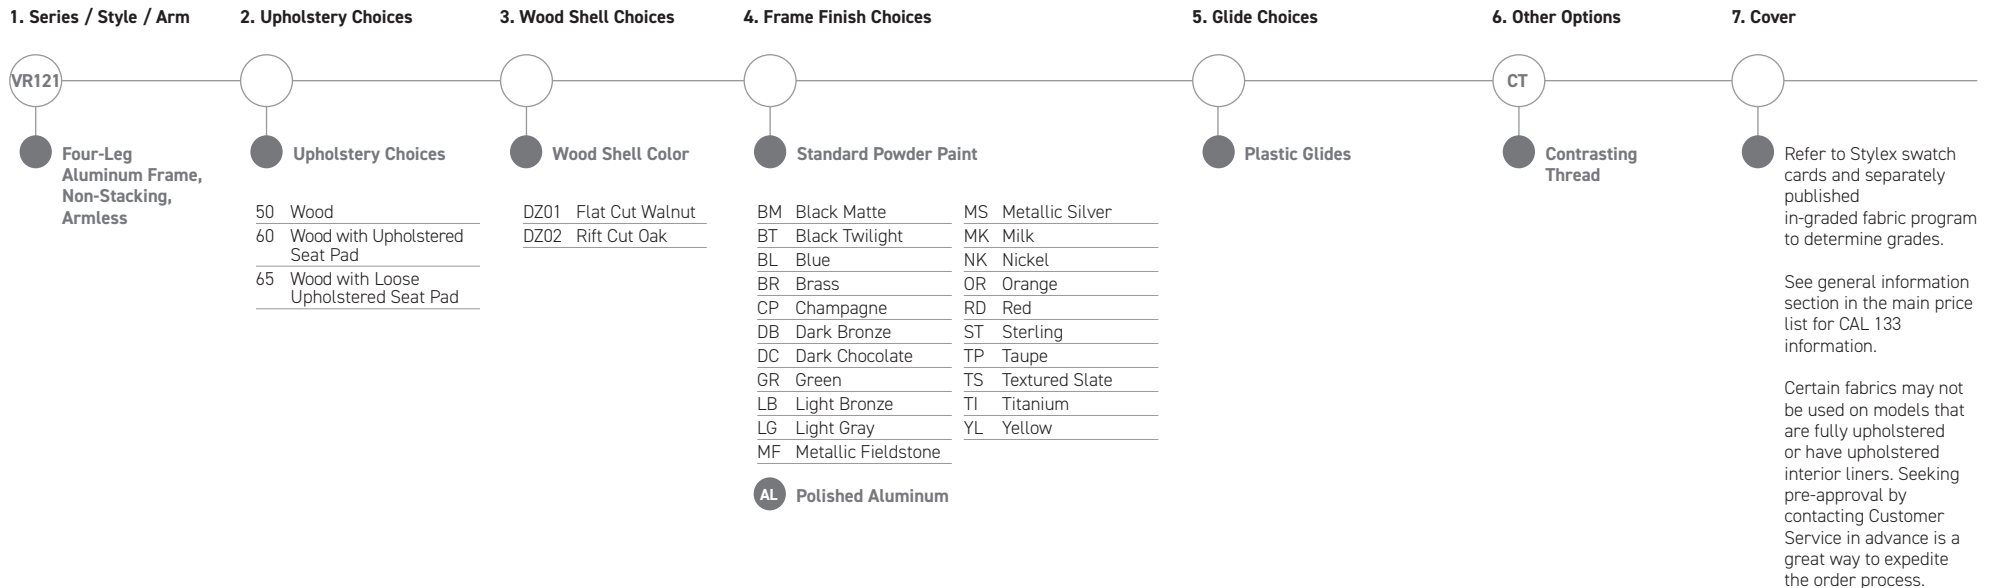 1. Series / Style / Arm
2. Upholstery Choices
3. Wood Shell Choices
4. Frame Finish Choices
5. Glide Choices
6. Other Options
7. Cover
VR121
CT
Four-Leg
Aluminum Frame,
Non-Stacking,
Armless
Upholstery Choices
50 Wood
60 Wood with Upholstered
Seat Pad
65 Wood with Loose
Upholstered Seat Pad
Wood Shell Color
DZ01 Flat Cut Walnut
DZ02 Rift Cut Oak
Standard Powder Paint
BM Black Matte
BT Black Twilight
BL Blue
BR Brass
CP Champagne
DB Dark Bronze
DC Dark Chocolate
GR Green
LB Light Bronze
LG Light Gray
MF Metallic Fieldstone
MS Metallic Silver
MK Milk
NK Nickel
OR Orange
RD Red
ST Sterling
TP Taupe
TS Textured Slate
TI Titanium
YL Yellow
AL Polished Aluminum
Plastic Glides
Contrasting
Thread
Refer to Stylex swatch
cards and separately
published
in-graded fabric program
to determine grades.
See general information
section in the main price
list for CAL 133
information.
Certain fabrics may not
be used on models that
are fully upholstered
or have upholstered
interior liners. Seeking
pre-approval by
contacting Customer
Service in advance is a
great way to expedite
the order process.